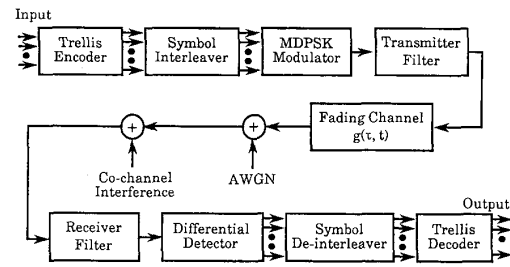 Input
Trellis
Encoder
Symbol
Interleaver
MDPSK
Modulator
Transmitter
Filter
Fading Channel
g(τ, t)
+
+
Co-channel
Interference
AWGN
Output
Receiver
Filter
Differential
Detector
Symbol
De-interleaver
Trellis
Decoder